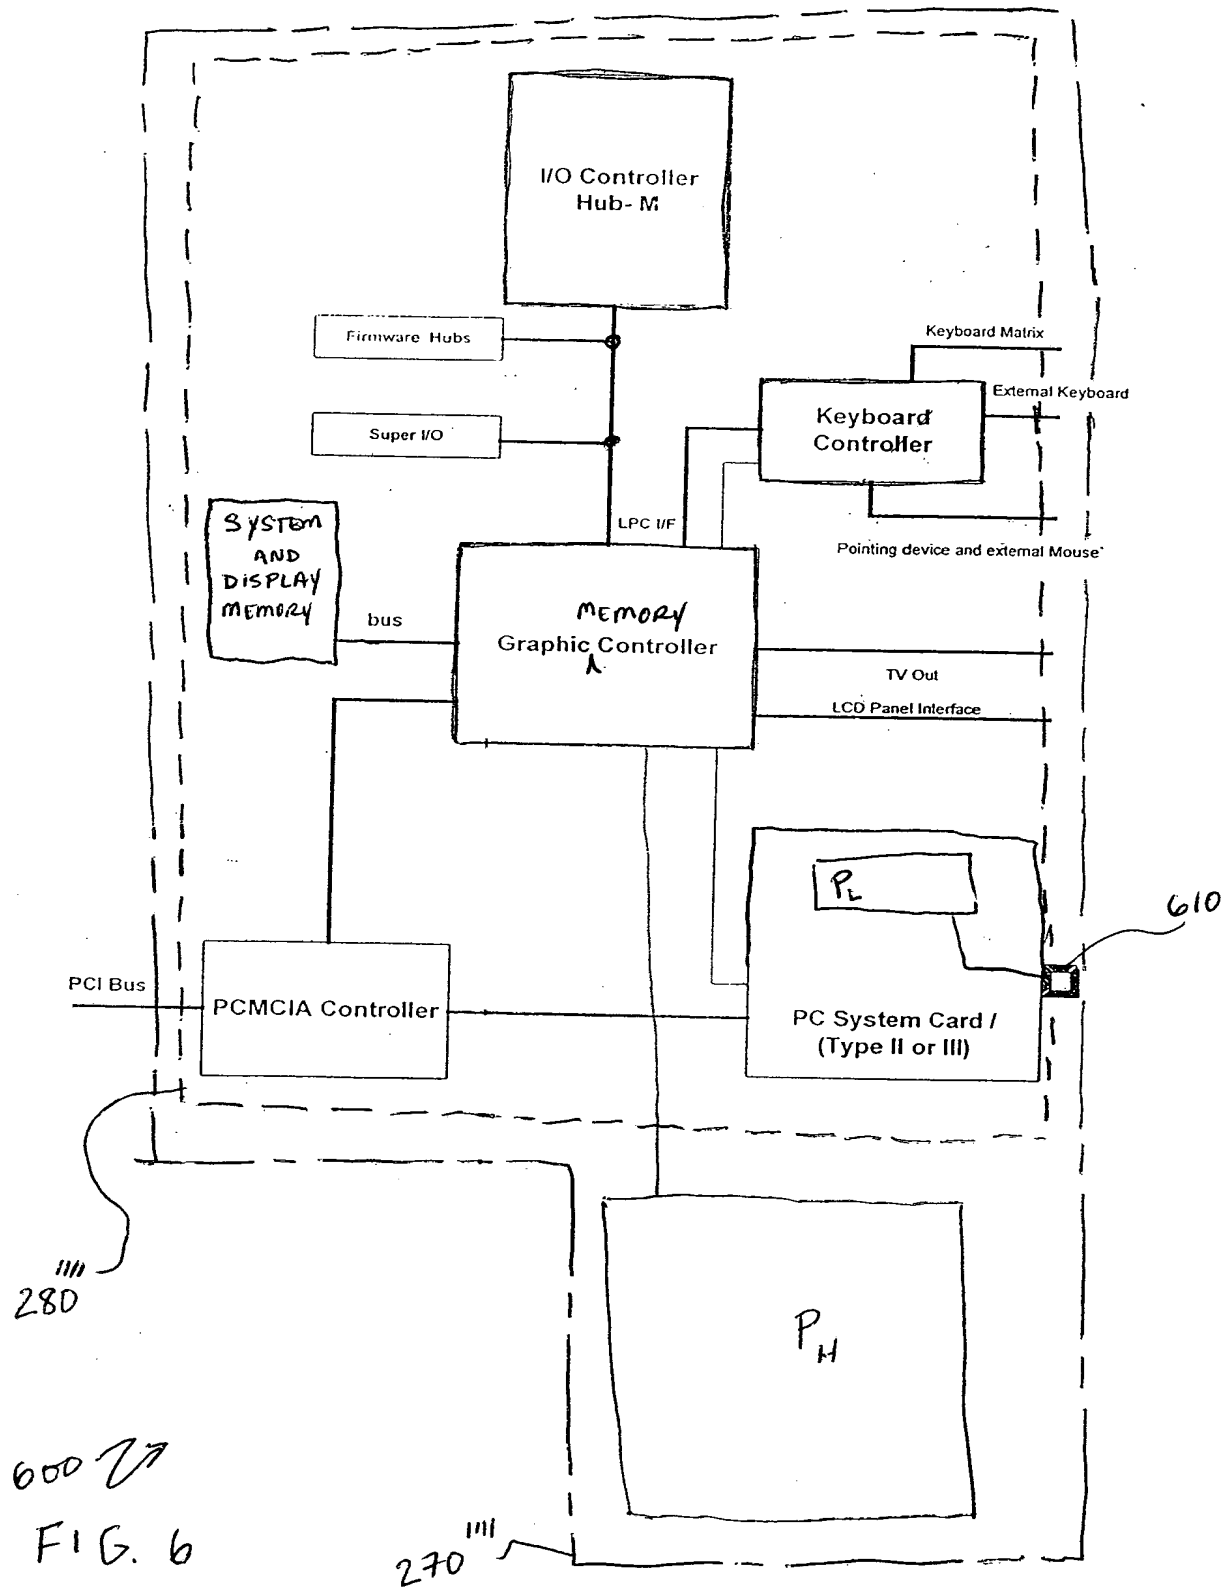 I/O Controller
Hub- M
Firmware Hubs
Keyboard Matrix
External Keyboard
Keyboard
Controller
Super I/O
SYSTEM
AND
DISPLAY
MEMORY
LPC I/F
Pointing device and external Mouse
bus
MEMORY
Graphic Controller
TV Out
LCD Panel Interface
PL
610
PCI Bus
PCMCIA Controller
PC System Card /
(Type II or III)
280'''''
PH
600
FIG. 6
270''''